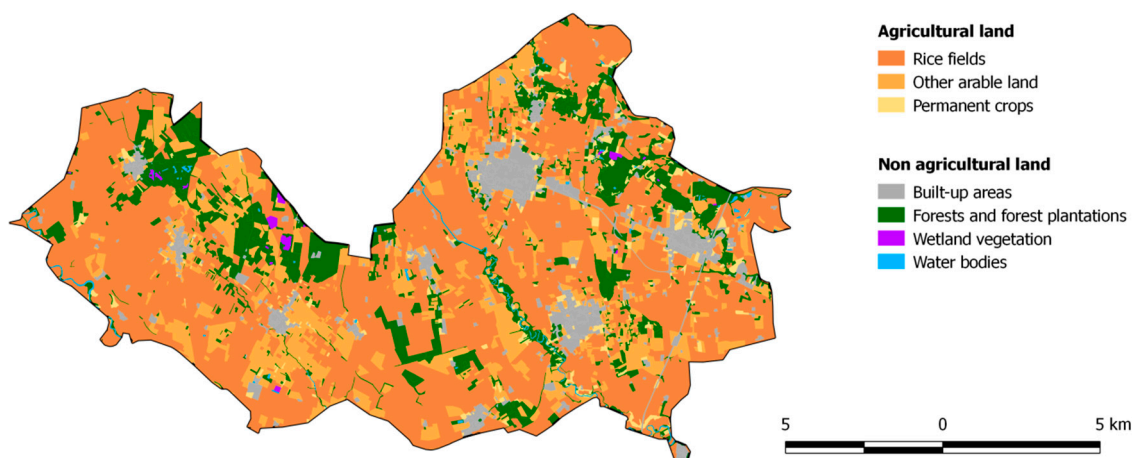 Agricultural land
Rice fields
Other arable land
Permanent crops
Non agricultural land
Built-up areas
Forests and forest plantations
Wetland vegetation
Water bodies
5 0 5 km